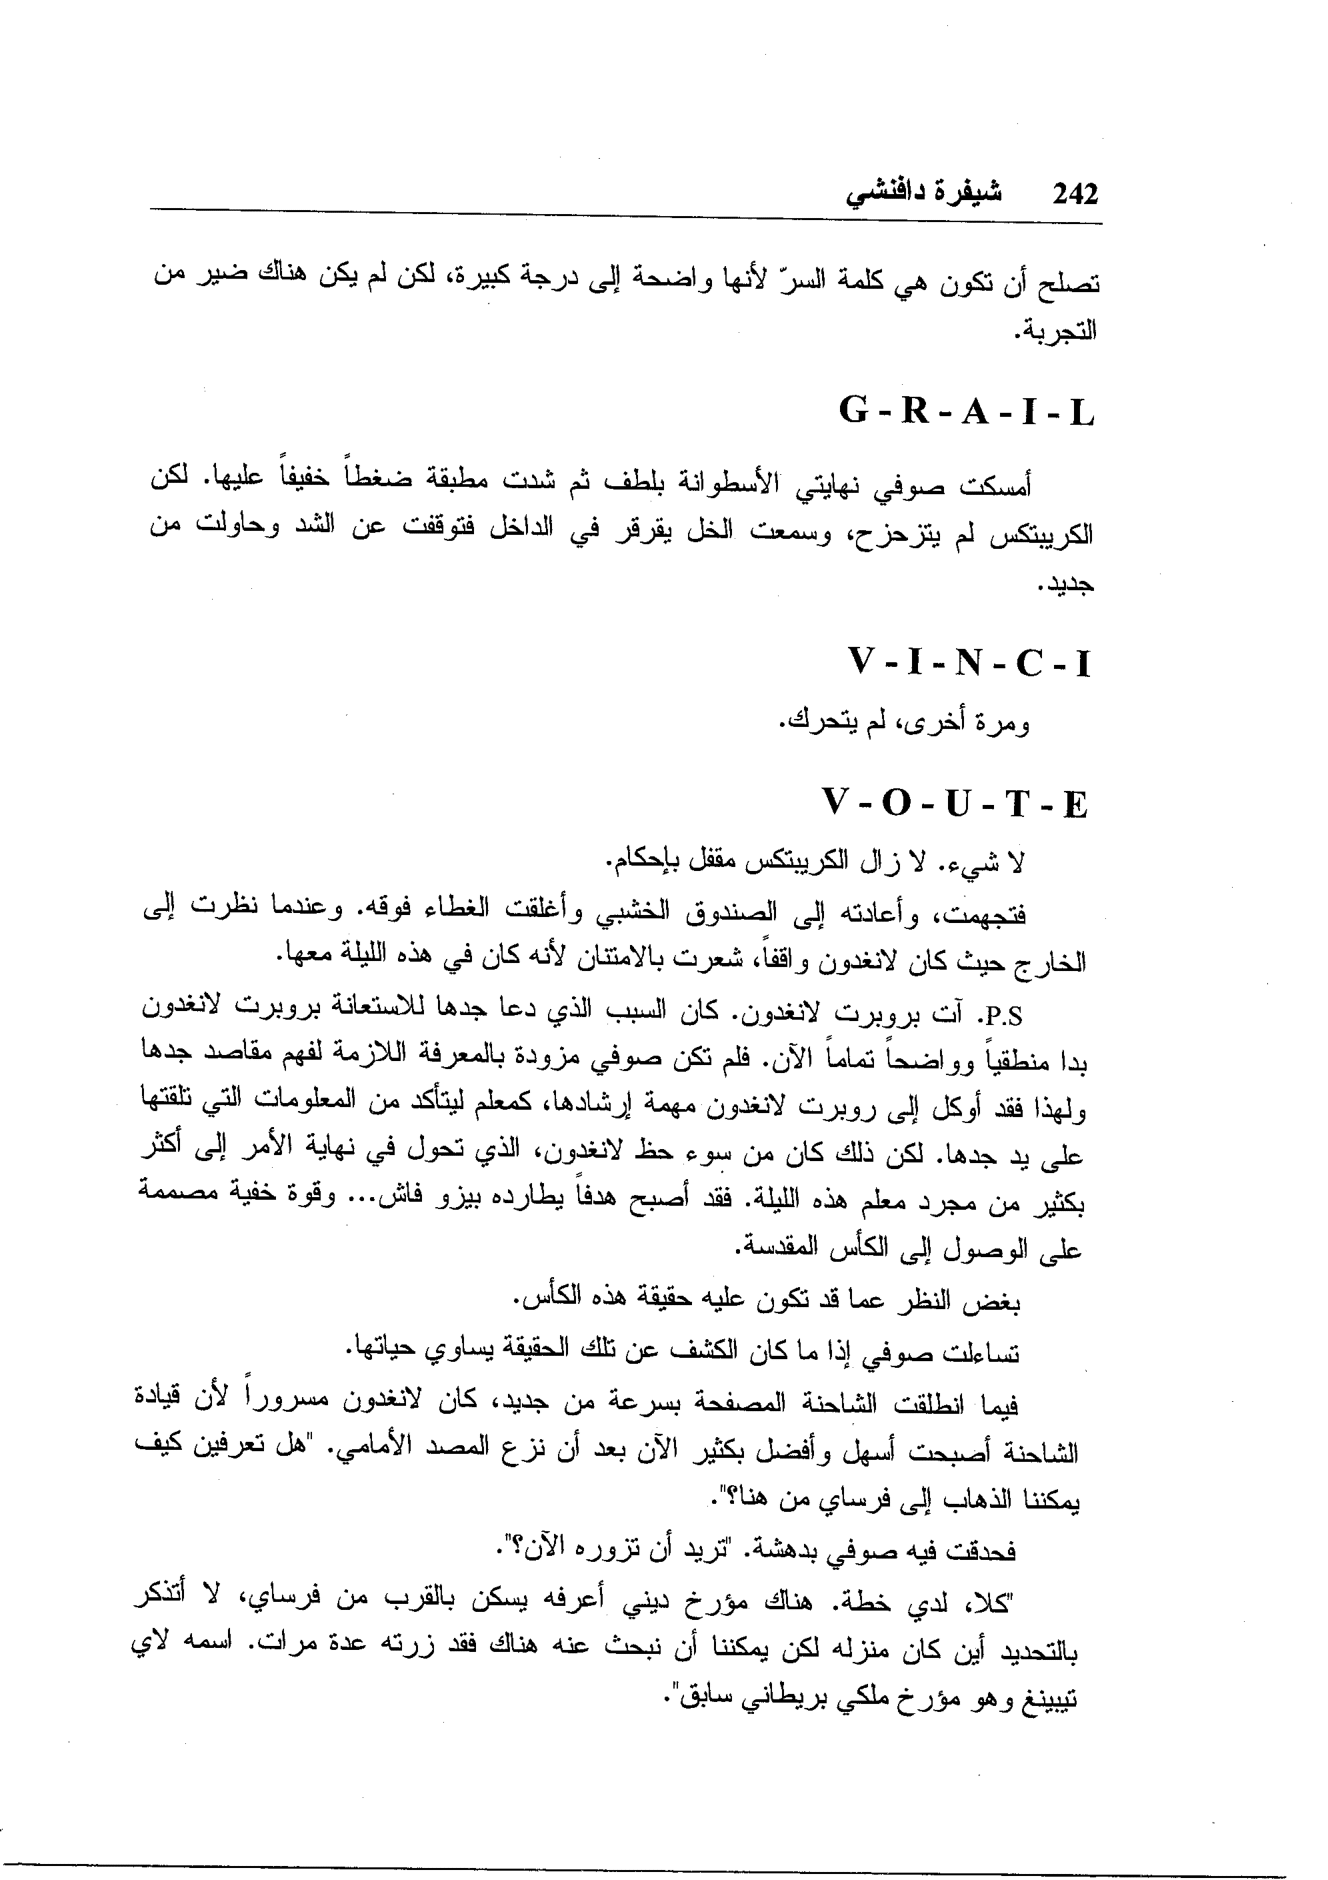 242 شيفرة دافنشي
تصلح أن تكون هي كلمة السرّ لأنها واضحة إلى درجة كبيرة، لكن لم يكن هناك ضير من
التجربة.
G - R - A - I - L
أمسكت صوفي نهايتي الأسطوانة بلطف ثم شدت مطبقة ضغطاً خفيفاً عليها. لكن
الكريبتكس لم يتزحزح، وسمعت الخل يقرقر في الداخل فتوقفت عن الشد وحاولت من
جديد.
V - I - N - C - I
ومرة أخرى، لم يتحرك.
V - O - U - T - E
لا شيء. لا زال الكريبتكس مقفل بإحكام.
فتجهمت، وأعادته إلى الصندوق الخشبي وأغلقت الغطاء فوقه. وعندما نظرت إلى
الخارج حيث كان لانغدون واقفاً، شعرت بالامتنان لأنه كان في هذه الليلة معها.
P.S. آت بروبرت لانغدون. كان السبب الذي دعا جدها للاستعانة بروبرت لانغدون
بدا منطقياً وواضحاً تماماً الآن. فلم تكن صوفي مزودة بالمعرفة اللازمة لفهم مقاصد جدها
ولهذا فقد أوكل إلى روبرت لانغدون مهمة إرشادها، كمعلم ليتأكد من المعلومات التي تلقتها
على يد جدها. لكن ذلك كان من سوء حظ لانغدون، الذي تحول في نهاية الأمر إلى أكثر
بكثير من مجرد معلم هذه الليلة. فقد أصبح هدفاً يطارده بيزو فاش... وقوة خفية مصممة
على الوصول إلى الكأس المقدسة.
بغض النظر عما قد تكون عليه حقيقة هذه الكأس.
تساءلت صوفي إذا ما كان الكشف عن تلك الحقيقة يساوي حياتها.
فيما انطلقت الشاحنة المصفحة بسرعة من جديد، كان لانغدون مسروراً لأن قيادة
الشاحنة أصبحت أسهل وأفضل بكثير الآن بعد أن نزع المصد الأمامي. "هل تعرفين كيف
يمكننا الذهاب إلى فرساي من هنا؟".
فحدقت فيه صوفي بدهشة. "تريد أن تزوره الآن؟".
"كلا، لدي خطة. هناك مؤرخ ديني أعرفه يسكن بالقرب من فرساي، لا أتذكر
بالتحديد أين كان منزله لكن يمكننا أن نبحث عنه هناك فقد زرته عدة مرات. اسمه لاي
تيبينغ وهو مؤرخ ملكي بريطاني سابق".